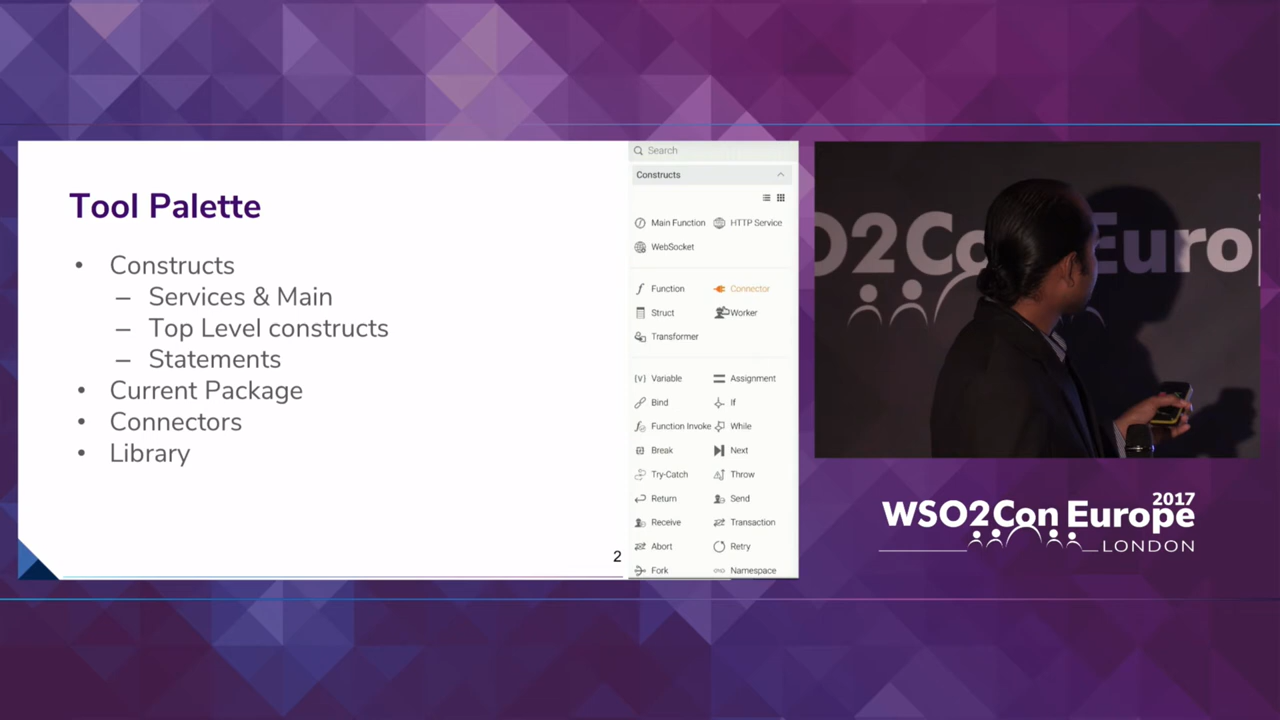 Tool Palette
• Constructs
– Services & Main
– Top Level constructs
– Statements
• Current Package
• Connectors
• Library
2
Search
Constructs
Main Function HTTP Service
WebSocket
Function Connector
Struct Worker
Transformer
Variable Assignment
Bind If
Function Invoke While
Break Next
Try-Catch Throw
Return Send
Receive Transaction
Abort Retry
Fork Namespace
O2Co Euro
WSO2Con Europe 2017
LONDON